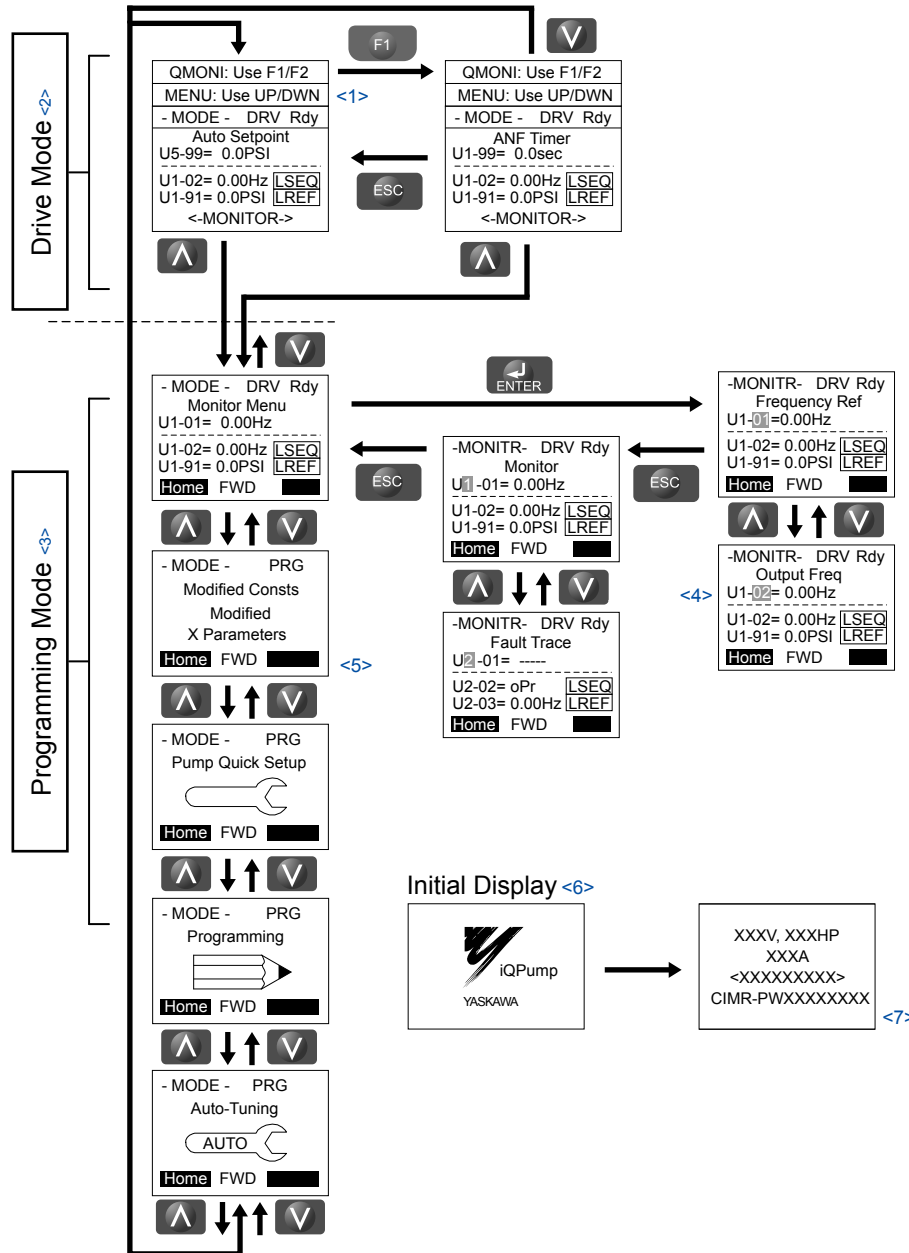 F1
QMONI: Use F1/F2
MENU: Use UP/DWN
- MODE -   DRV Rdy
Auto Setpoint
U5-99=  0.0PSI
U1-02= 0.00Hz LSEQ
U1-91= 0.0PSI LREF
<-MONITOR->
<1>
QMONI: Use F1/F2
MENU: Use UP/DWN
- MODE -   DRV Rdy
ANF Timer
U1-99=  0.0sec
U1-02= 0.00Hz LSEQ
U1-91= 0.0PSI LREF
<-MONITOR->
ESC
Drive Mode <2>
Programming Mode <3>
- MODE -   DRV Rdy
Monitor Menu
U1-01=  0.00Hz
U1-02= 0.00Hz LSEQ
U1-91= 0.0PSI LREF
Home FWD
ENTER
ESC
-MONITR-   DRV Rdy
Monitor
U1 -01= 0.00Hz
U1-02= 0.00Hz LSEQ
U1-91= 0.0PSI LREF
Home FWD
ESC
-MONITR-   DRV Rdy
Frequency Ref
U1-01=0.00Hz
U1-02= 0.00Hz LSEQ
U1-91= 0.0PSI LREF
Home FWD
- MODE -   PRG
Modified Consts
Modified
X Parameters
Home FWD
<5>
-MONITR-   DRV Rdy
Fault Trace
U2 -01=  -----
U2-02= oPr LSEQ
U2-03= 0.00Hz LREF
Home FWD
<4>
-MONITR-   DRV Rdy
Output Freq
U1-02= 0.00Hz
U1-02= 0.00Hz LSEQ
U1-91= 0.0PSI LREF
Home FWD
- MODE -   PRG
Pump Quick Setup
Home FWD
- MODE -   PRG
Programming
Home FWD
- MODE -   PRG
Auto-Tuning
AUTO
Home FWD
Initial Display <6>
iQPump
YASKAWA
XXXV, XXXHP
XXXA
<XXXXXXXXX>
CIMR-PWXXXXXXXX
<7>